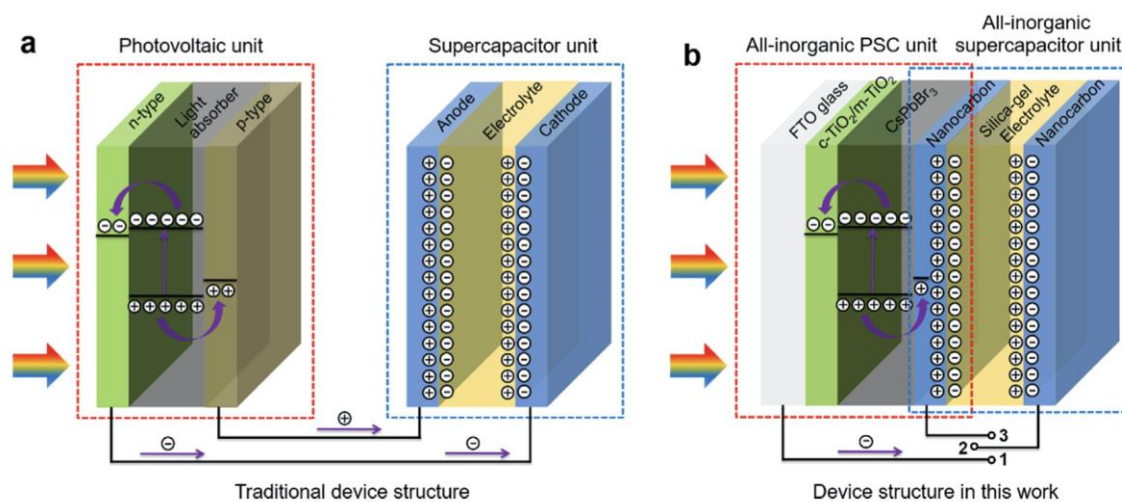 a
Photovoltaic unit
Supercapacitor unit
n-type
Light
absorber
p-type
Anode
Electrolyte
Cathode
Traditional device structure
b
All-inorganic PSC unit
All-inorganic
supercapacitor unit
FTO glass
c-TiO₂/m-TiO₂
CsPbBr₃
Nanocarbon
Silica-gel
Electrolyte
Nanocarbon
3
2
1
Device structure in this work